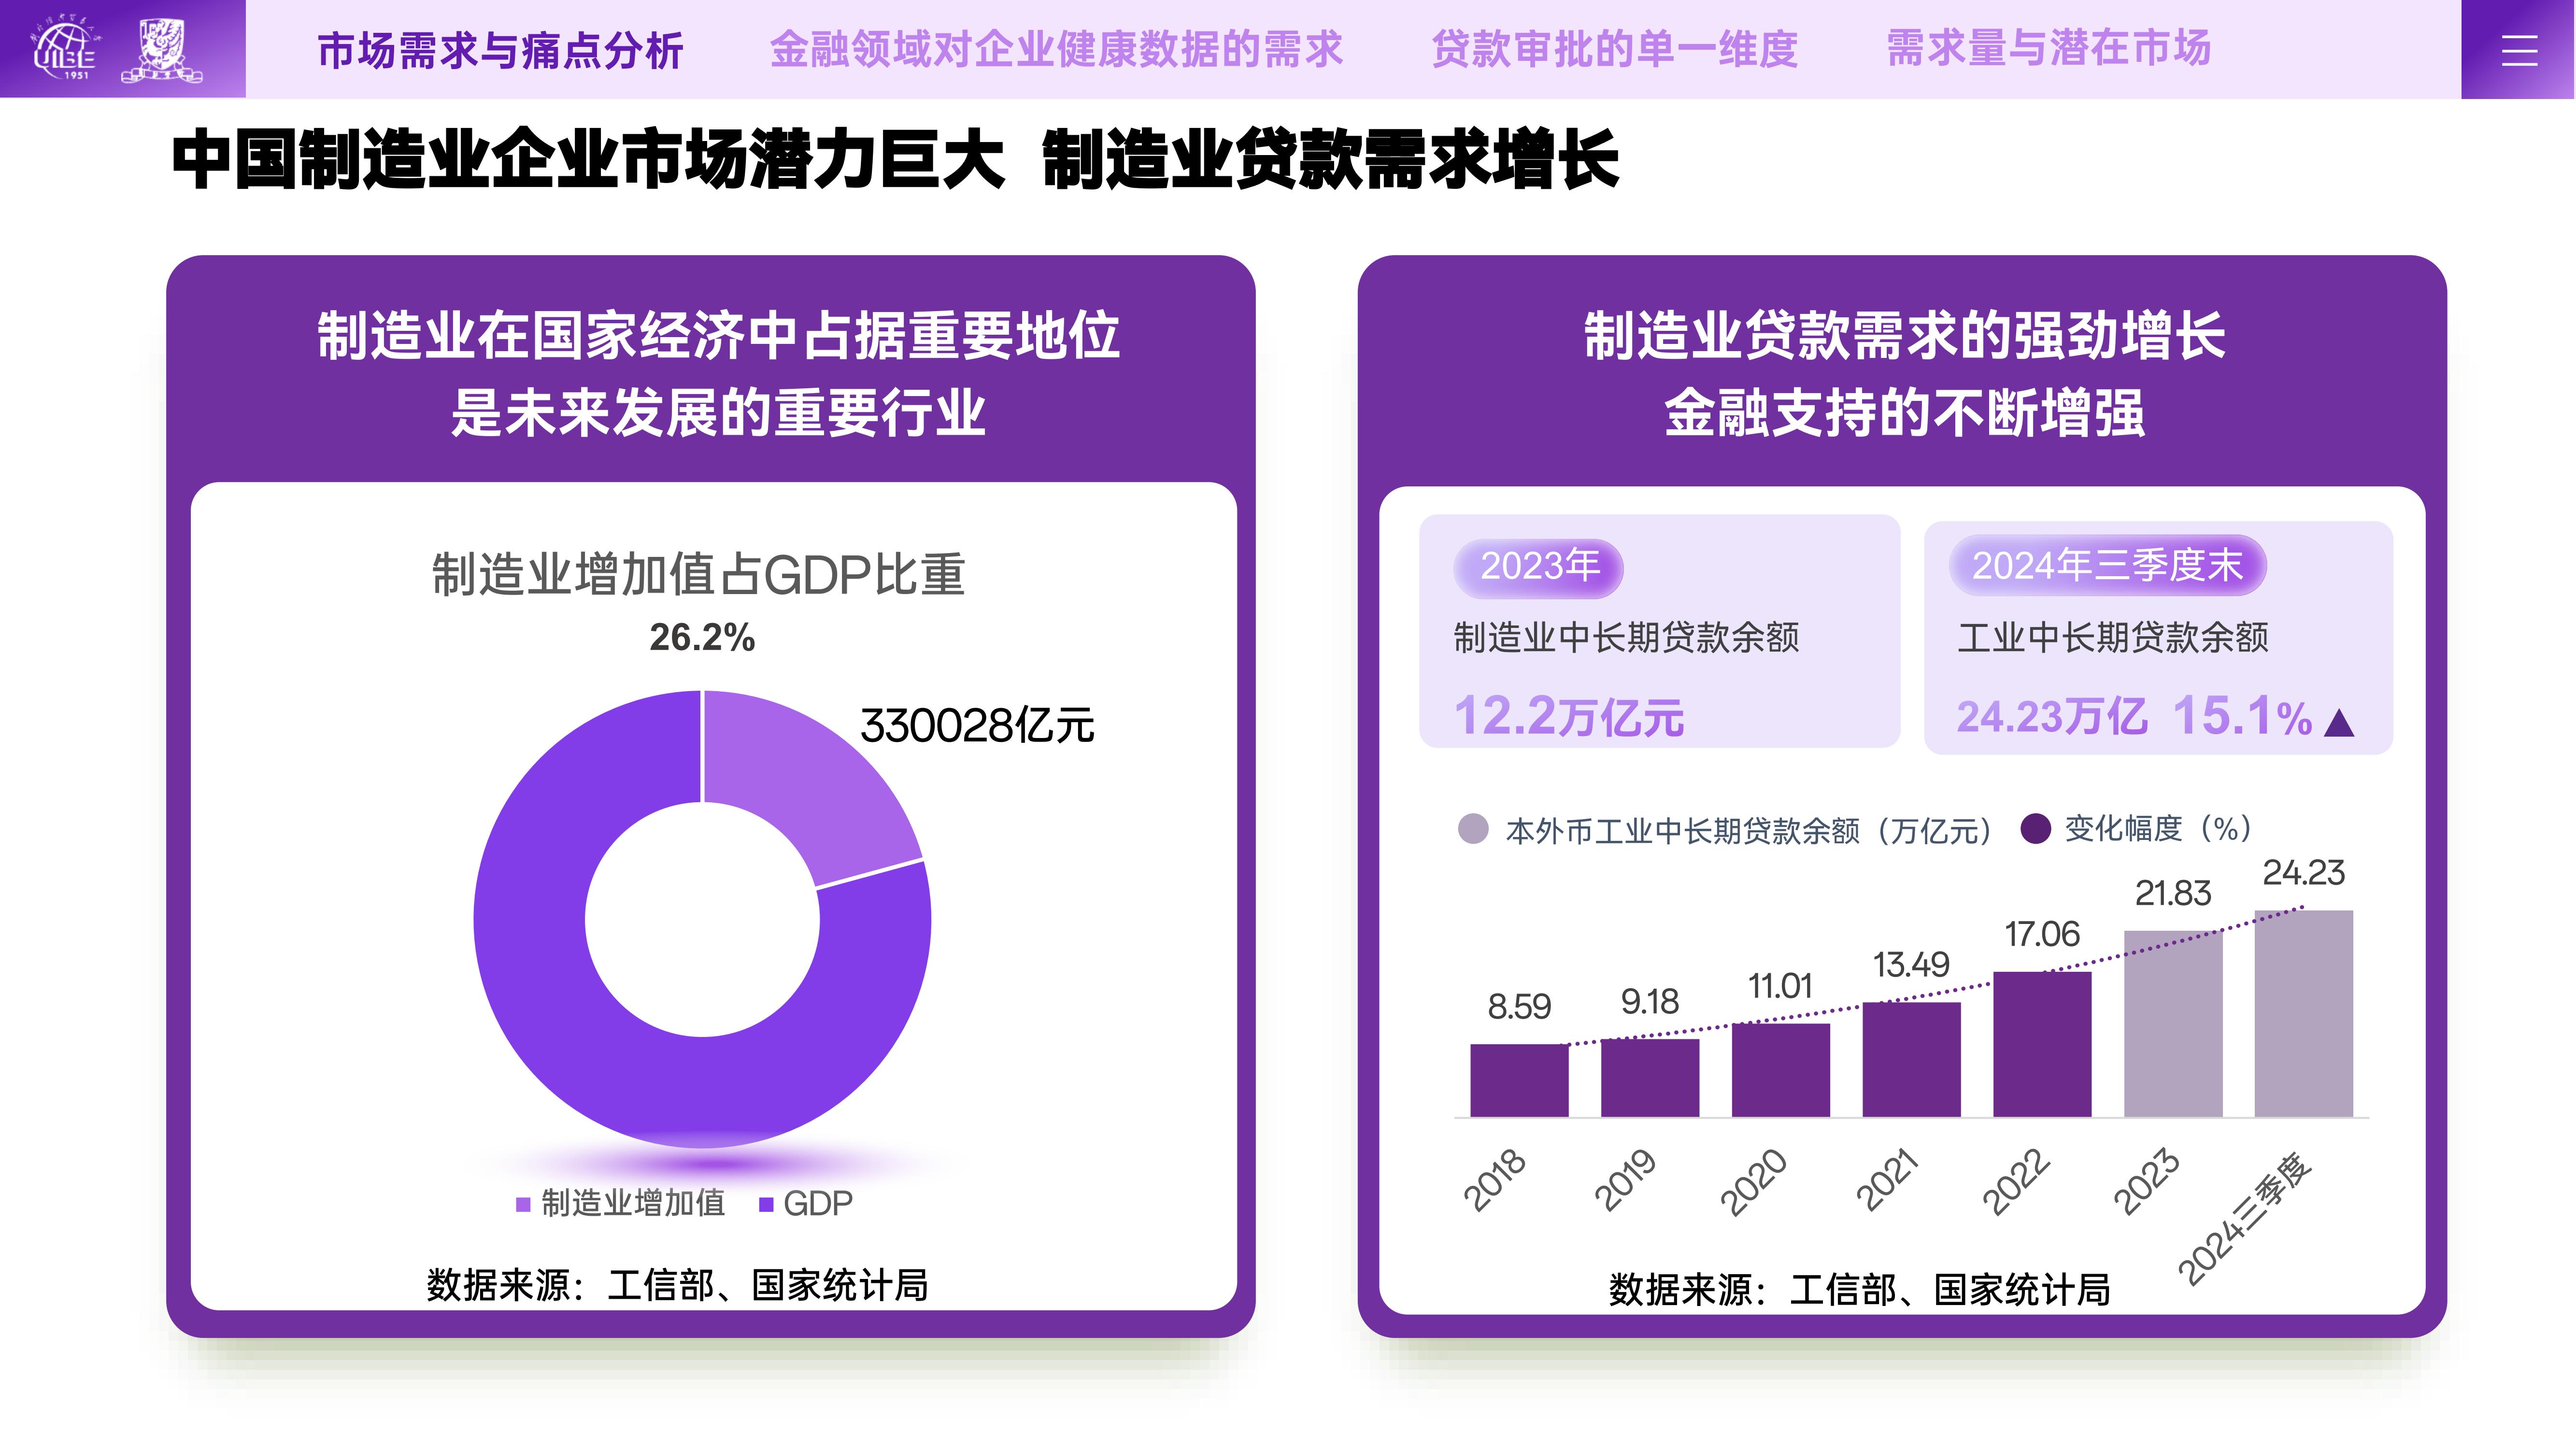 UIBE
1951
市场需求与痛点分析
金融领域对企业健康数据的需求
贷款审批的单一维度
需求量与潜在市场
中国制造业企业市场潜力巨大 制造业贷款需求增长
制造业在国家经济中占据重要地位
是未来发展的重要行业
制造业增加值占GDP比重
26.2%
330028亿元
制造业增加值
GDP
数据来源：工信部、国家统计局
制造业贷款需求的强劲增长
金融支持的不断增强
2023年
制造业中长期贷款余额
12.2万亿元
2024年三季度末
工业中长期贷款余额
24.23万亿 15.1%
本外币工业中长期贷款余额（万亿元）
变化幅度（%）
8.59
9.18
11.01
13.49
17.06
21.83
24.23
2018
2019
2020
2021
2022
2023
2024三季度
数据来源：工信部、国家统计局